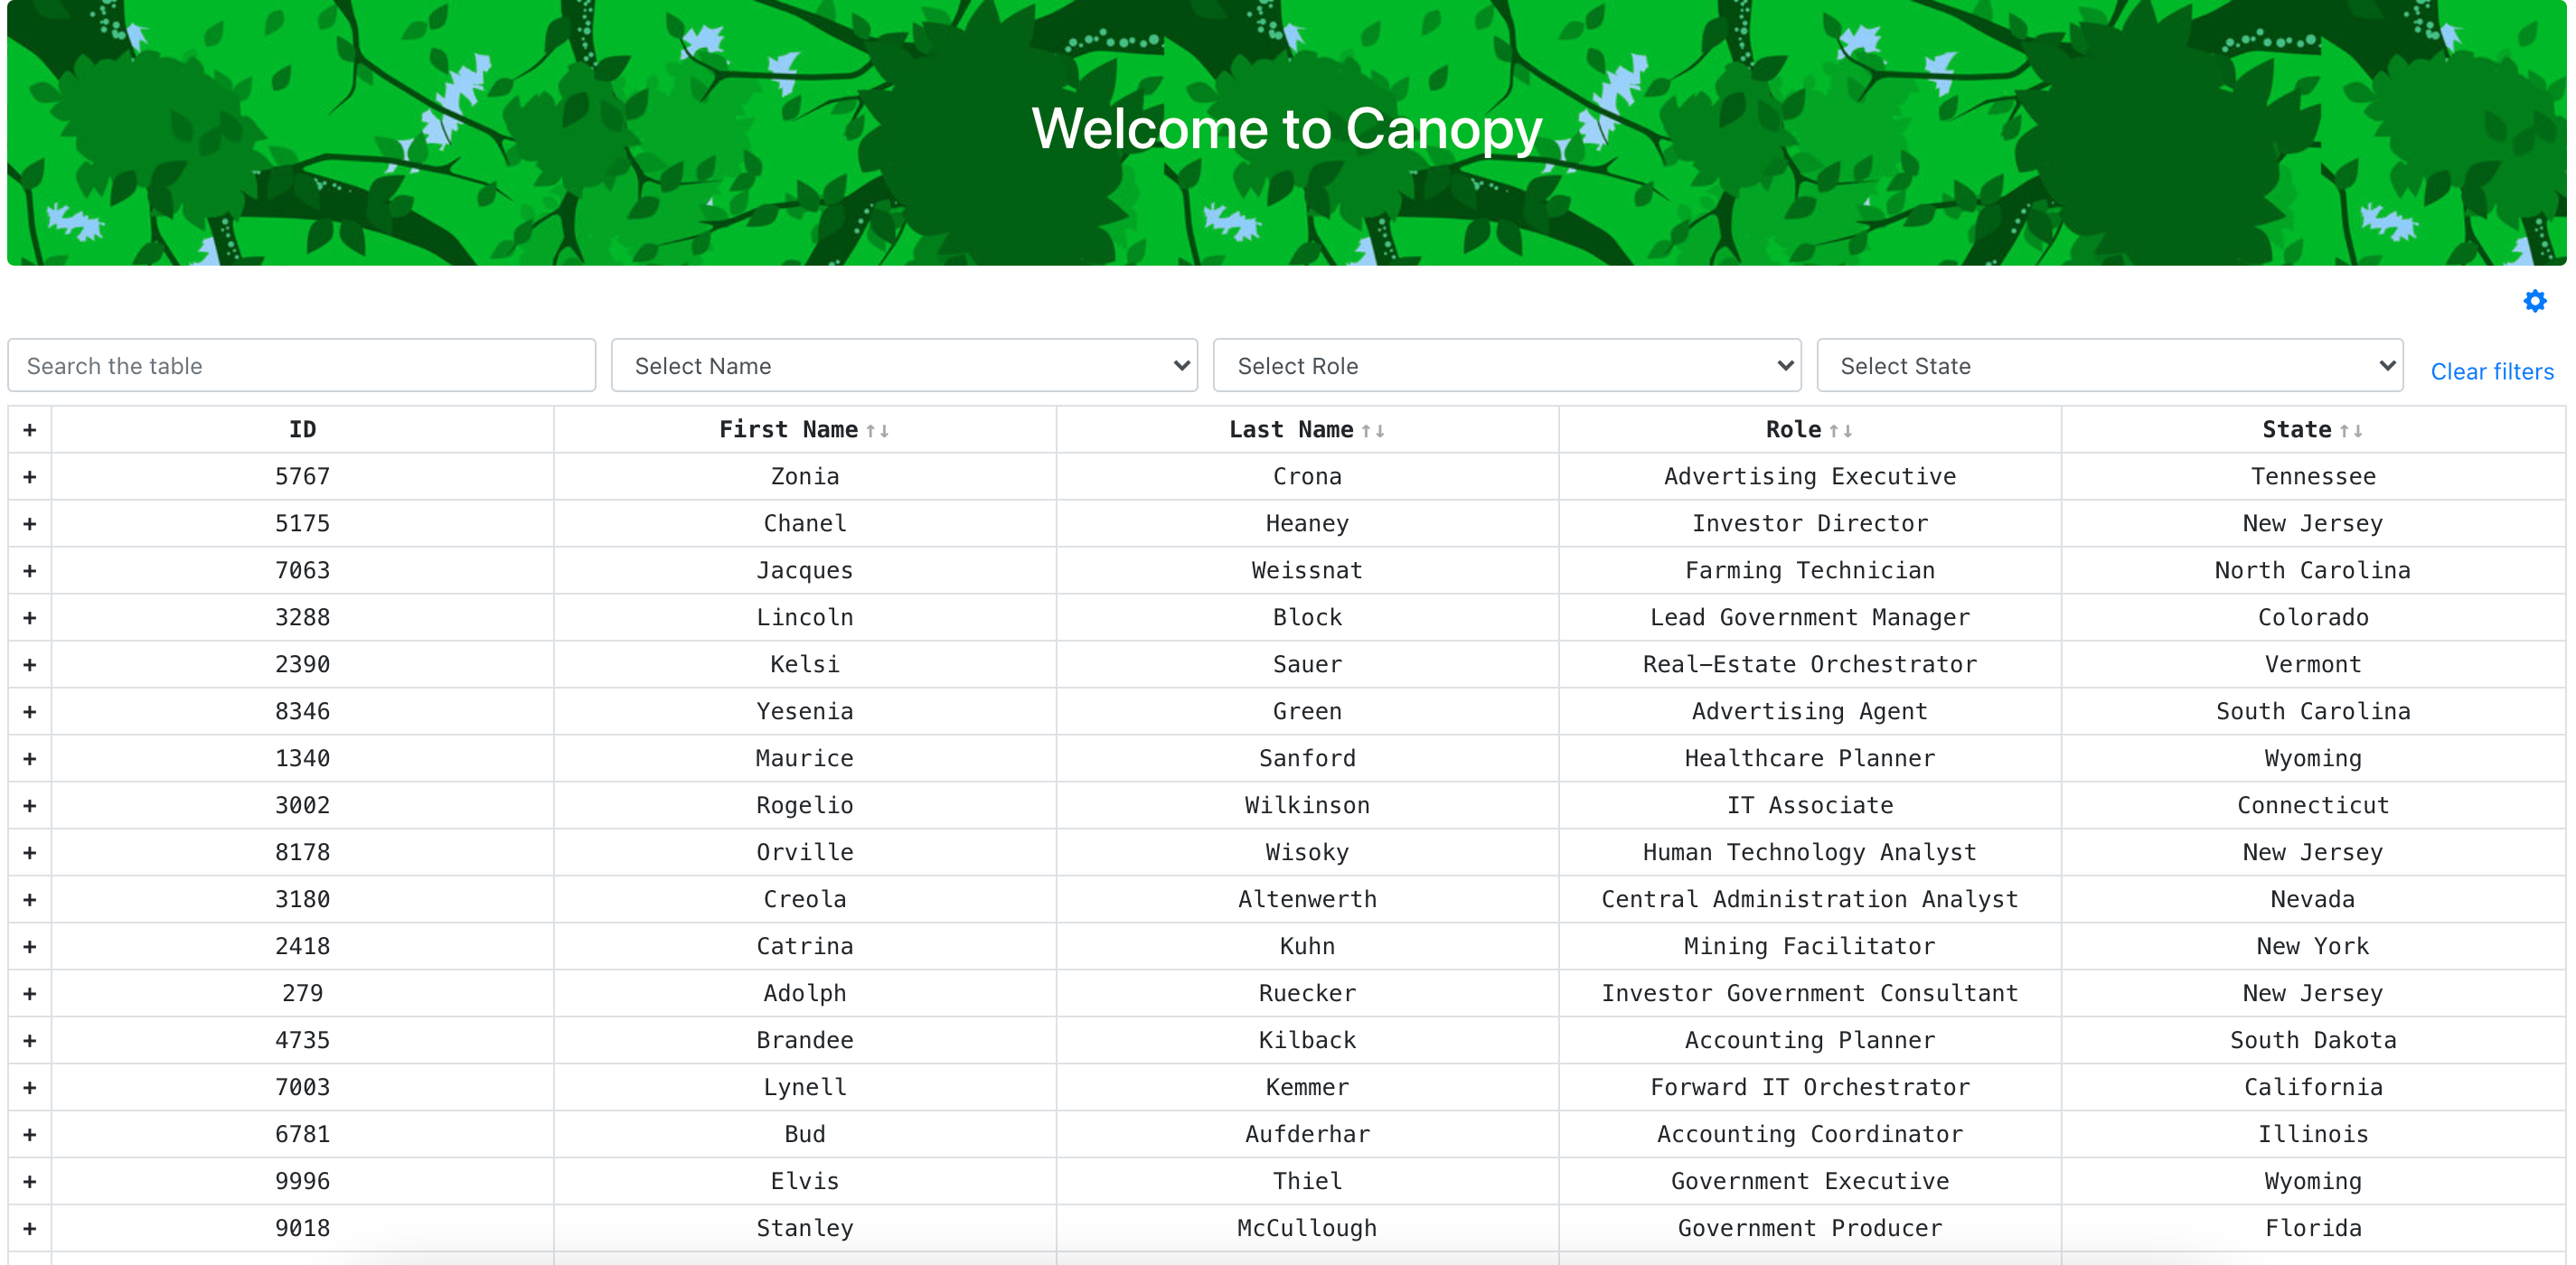 Welcome to Canopy
Search the table Select Name Select Role Select State Clear filters
+ ID First Name ↑↓ Last Name ↑↓ Role ↑↓ State ↑↓
+ 5767 Zonia Crona Advertising Executive Tennessee
+ 5175 Chanel Heaney Investor Director New Jersey
+ 7063 Jacques Weissnat Farming Technician North Carolina
+ 3288 Lincoln Block Lead Government Manager Colorado
+ 2390 Kelsi Sauer Real-Estate Orchestrator Vermont
+ 8346 Yesenia Green Advertising Agent South Carolina
+ 1340 Maurice Sanford Healthcare Planner Wyoming
+ 3002 Rogelio Wilkinson IT Associate Connecticut
+ 8178 Orville Wisoky Human Technology Analyst New Jersey
+ 3180 Creola Altenwerth Central Administration Analyst Nevada
+ 2418 Catrina Kuhn Mining Facilitator New York
+ 279 Adolph Ruecker Investor Government Consultant New Jersey
+ 4735 Brandee Kilback Accounting Planner South Dakota
+ 7003 Lynell Kemmer Forward IT Orchestrator California
+ 6781 Bud Aufderhar Accounting Coordinator Illinois
+ 9996 Elvis Thiel Government Executive Wyoming
+ 9018 Stanley McCullough Government Producer Florida